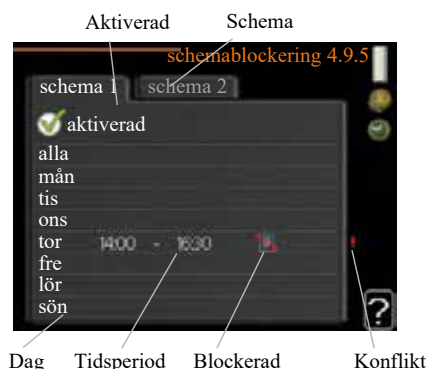 Aktiverad Schema
schemablockering 4.9.5
schema 1 schema 2
aktiverad
alla
mån
tis
ons
tor 14:00 - 16:30
fre
lör
sön
?
Dag Tidsperiod Blockerad Konflikt